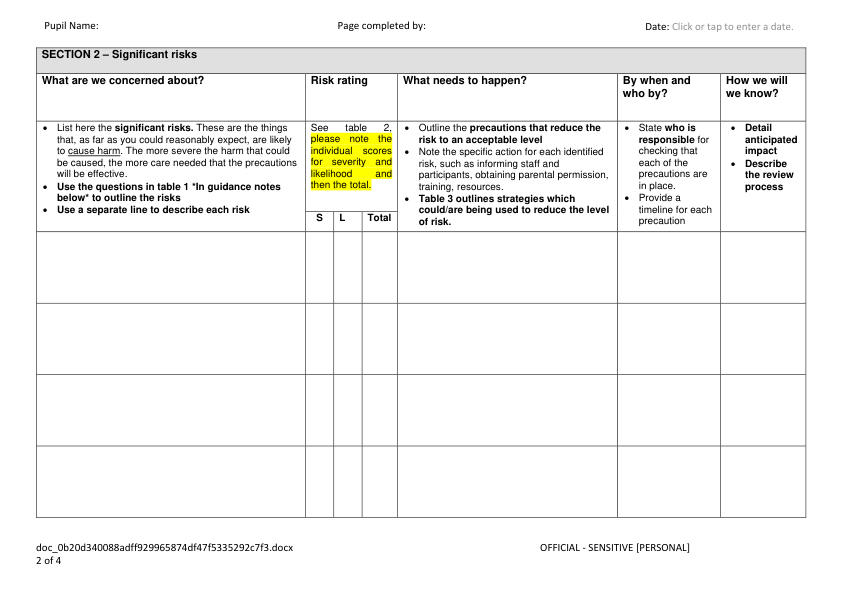 Pupil Name:
Page completed by:
Date: Click or tap to enter a date.
SECTION 2 – Significant risks
What are we concerned about?
Risk rating
What needs to happen?
By when and
who by?
How we will
we know?
• List here the significant risks. These are the things
that, as far as you could reasonably expect, are likely
to cause harm. The more severe the harm that could
be caused, the more care needed that the precautions
will be effective.
• Use the questions in table 1 *In guidance notes
below* to outline the risks
• Use a separate line to describe each risk
See table 2,
please note the
individual scores
for severity and
likelihood and
then the total.
S
L
Total
• Outline the precautions that reduce the
risk to an acceptable level
• Note the specific action for each identified
risk, such as informing staff and
participants, obtaining parental permission,
training, resources.
• Table 3 outlines strategies which
could/are being used to reduce the level
of risk.
• State who is
responsible for
checking that
each of the
precautions are
in place.
• Provide a
timeline for each
precaution
• Detail
anticipated
impact
• Describe
the review
process
doc_0b20d340088adff929965874df47f5335292c7f3.docx
OFFICIAL - SENSITIVE [PERSONAL]
2 of 4